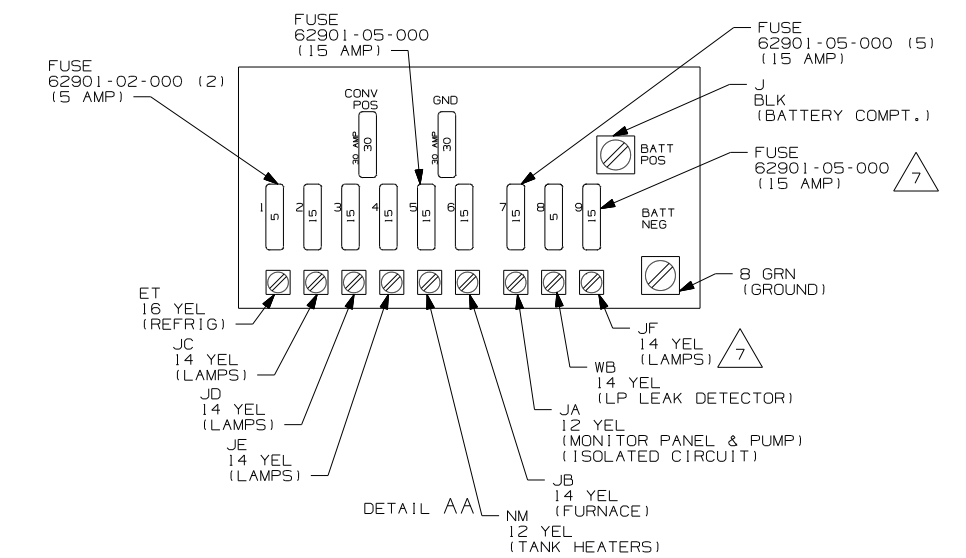 FUSE
62901-05-000
(15 AMP)
FUSE
62901-05-000 (5)
(15 AMP)
FUSE
62901-02-000 (2)
(5 AMP)
J
BLK
(BATTERY COMPT.)
CONV
POS
GND
30 AMP
30
30 AMP
30
BATT
POS
FUSE
62901-05-000
(15 AMP)
7
1
5
2
15
3
15
4
15
5
15
6
15
7
15
8
5
9
15
BATT
NEG
8 GRN
(GROUND)
ET
16 YEL
(REFRIG)
JC
14 YEL
(LAMPS)
JD
14 YEL
(LAMPS)
JE
14 YEL
(LAMPS)
JF
14 YEL
(LAMPS)
7
WB
14 YEL
(LP LEAK DETECTOR)
JA
12 YEL
(MONITOR PANEL & PUMP)
(ISOLATED CIRCUIT)
JB
14 YEL
(FURNACE)
DETAIL AA
NM
12 YEL
(TANK HEATERS)